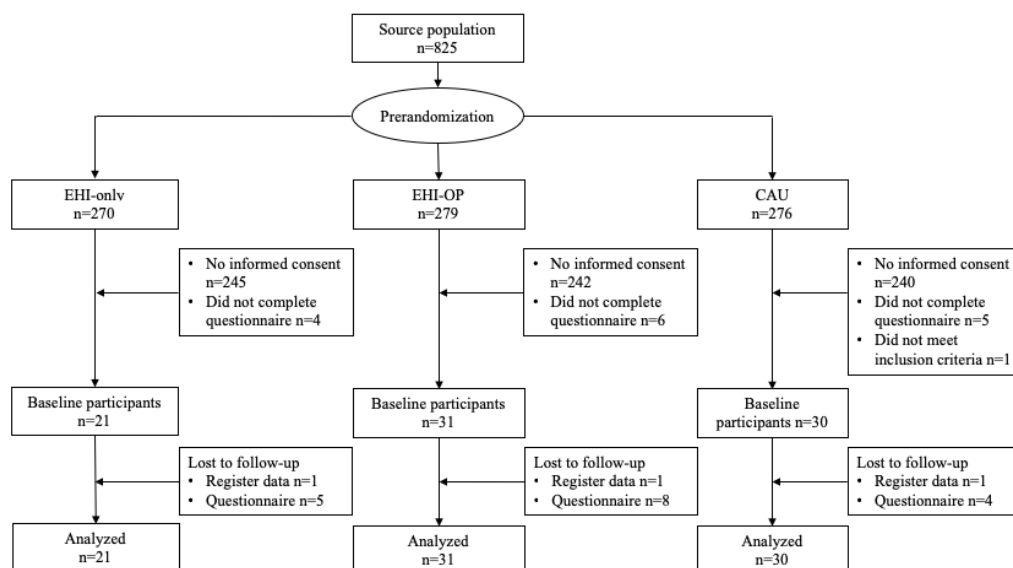 Source population
n=825
Prerandomization
EHI-onlv
n=270
EHI-OP
n=279
CAU
n=276
• No informed consent
n=245
• Did not complete
questionnaire n=4
• No informed consent
n=242
• Did not complete
questionnaire n=6
• No informed consent
n=240
• Did not complete
questionnaire n=5
• Did not meet
inclusion criteria n=1
Baseline participants
n=21
Baseline participants
n=31
Baseline
participants n=30
Lost to follow-up
• Register data n=1
• Questionnaire n=5
Lost to follow-up
• Register data n=1
• Questionnaire n=8
Lost to follow-up
• Register data n=1
• Questionnaire n=4
Analyzed
n=21
Analyzed
n=31
Analyzed
n=30